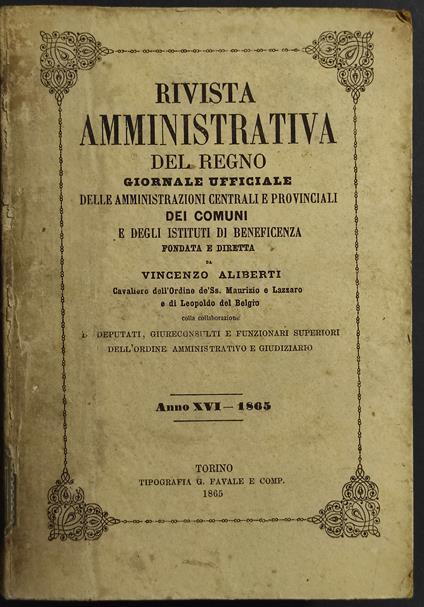 RIVISTA
AMMINISTRATIVA
DEL REGNO
GIORNALE UFFICIALE
DELLE AMMINISTRAZIONI CENTRALI E PROVINCIALI
DEI COMUNI
E DEGLI ISTITUTI DI BENEFICENZA
FONDATA E DIRETTA
DA
VINCENZO ALIBERTI
Cavaliere dell'Ordine de'Ss. Maurizio e Lazzaro
e di Leopoldo del Belgio
colla collaborazione
DEPUTATI, GIURECONSULTI E FUNZIONARI SUPERIORI
DELL'ORDINE AMMINISTRATIVO E GIUDIZIARIO
Anno XVI — 1865
TORINO
TIPOGRAFIA G. FAVALE E COMP.
1865